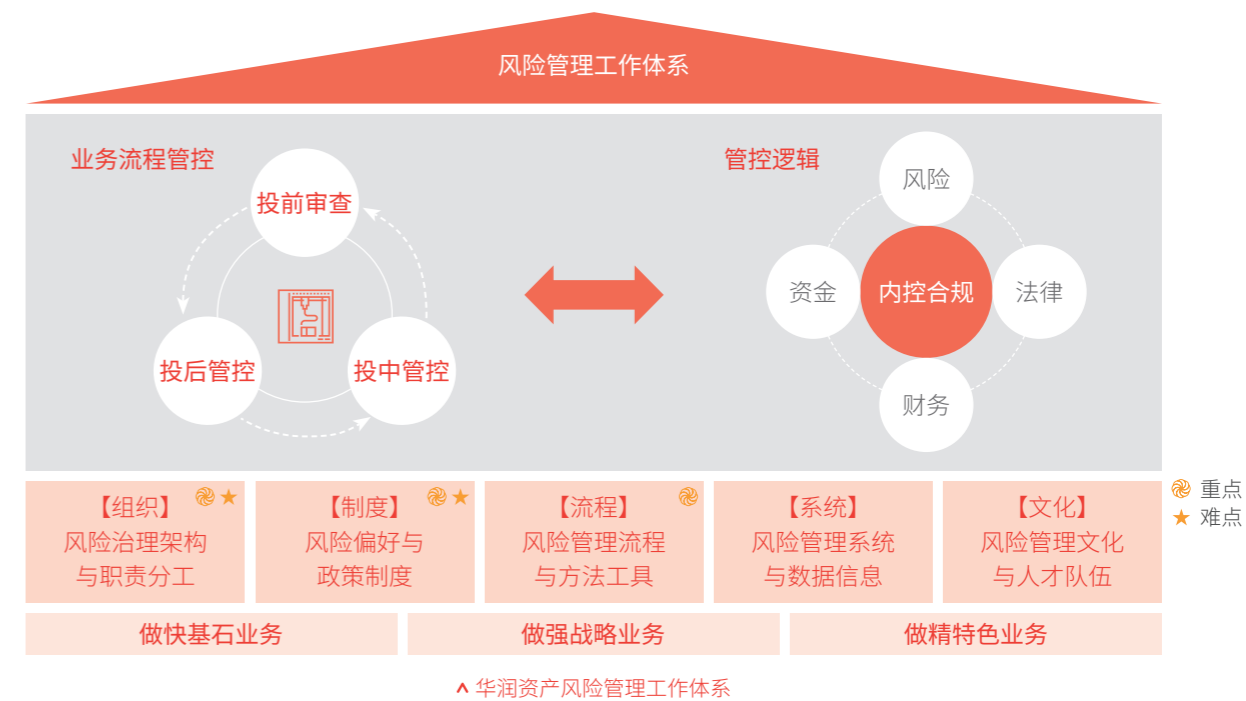 风险管理工作体系
业务流程管控
投前审查
投后管控
投中管控
管控逻辑
风险
资金
内控合规
法律
财务
【组织】
风险治理架构
与职责分工
【制度】
风险偏好与
政策制度
【流程】
风险管理流程
与方法工具
【系统】
风险管理系统
与数据信息
【文化】
风险管理文化
与人才队伍
重点
难点
做快基石业务
做强战略业务
做精特色业务
华润资产风险管理工作体系